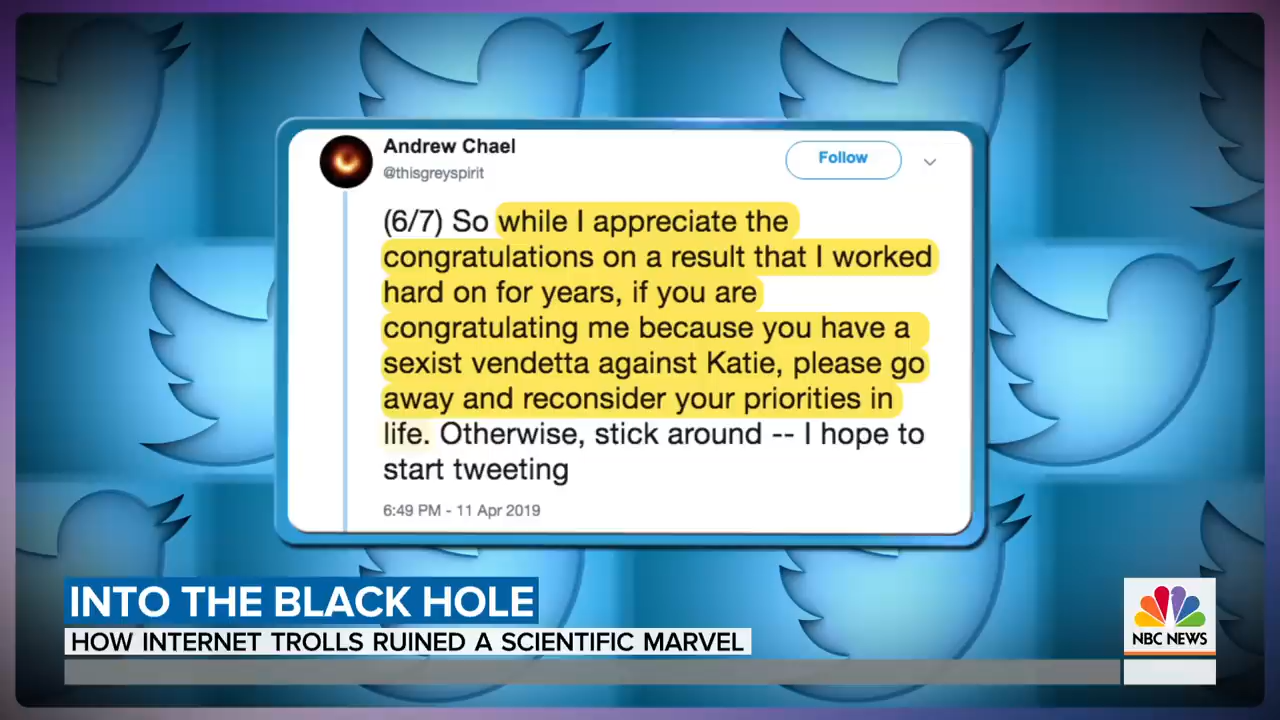 Andrew Chael
@thisgreyspirit
Follow
(6/7) So while I appreciate the
congratulations on a result that I worked
hard on for years, if you are
congratulating me because you have a
sexist vendetta against Katie, please go
away and reconsider your priorities in
life. Otherwise, stick around -- I hope to
start tweeting
6:49 PM - 11 Apr 2019
INTO THE BLACK HOLE
HOW INTERNET TROLLS RUINED A SCIENTIFIC MARVEL
NBC NEWS